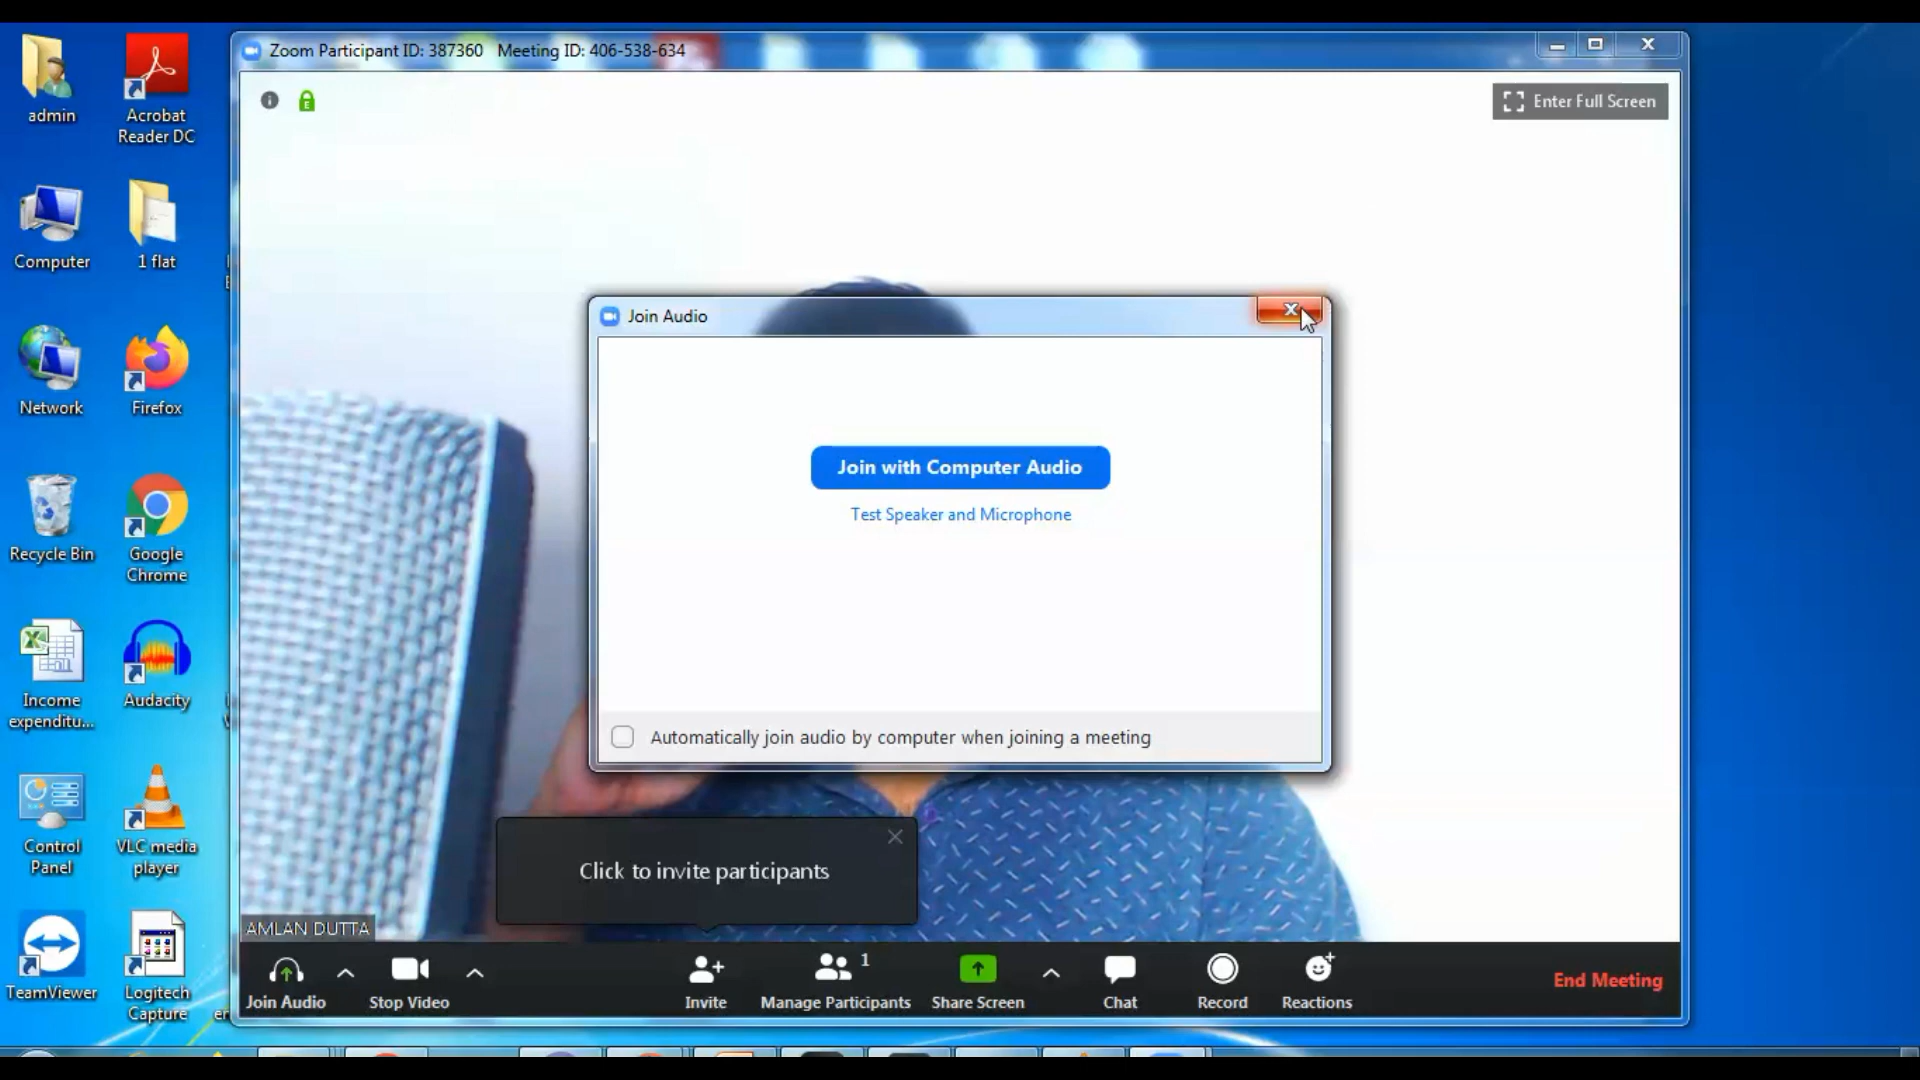 Zoom Participant ID: 387360 Meeting ID: 406-538-634
Enter Full Screen
admin
Acrobat
Reader DC
Computer
1 flat
Network
Firefox
Recycle Bin
Google
Chrome
Income
expenditu...
Audacity
Control
Panel
VLC media
player
TeamViewer
Logitech
Capture
Join Audio
Join with Computer Audio
Test Speaker and Microphone
Automatically join audio by computer when joining a meeting
Click to invite participants
AMLAN DUTTA
Join Audio
Stop Video
Invite
1
Manage Participants
Share Screen
Chat
Record
Reactions
End Meeting